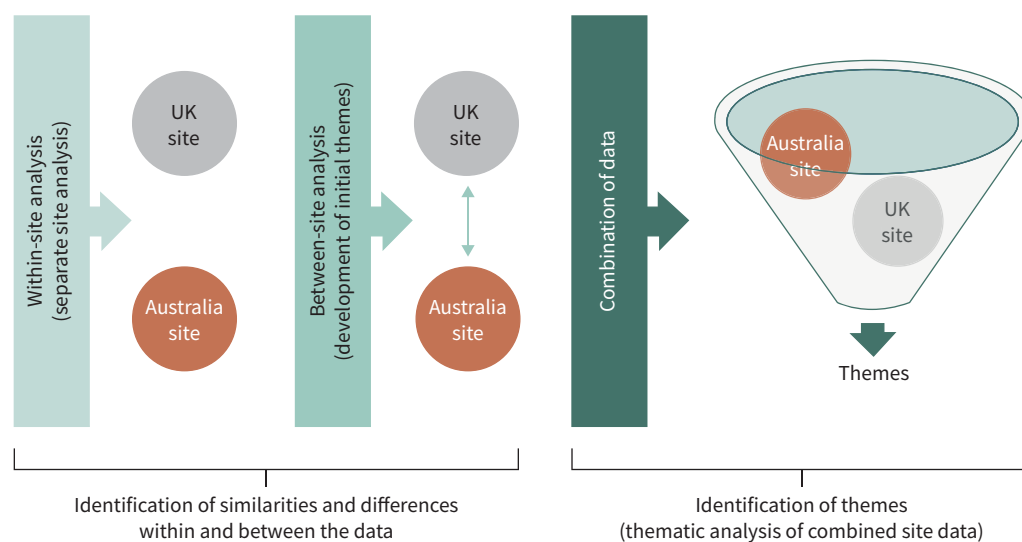 Within-site analysis
(separate site analysis)
UK
site
Australia
site
Between-site analysis
(development of initial themes)
UK
site
Australia
site
Combination of data
Australia
site
UK
site
Themes
Identification of similarities and differences
within and between the data
Identification of themes
(thematic analysis of combined site data)